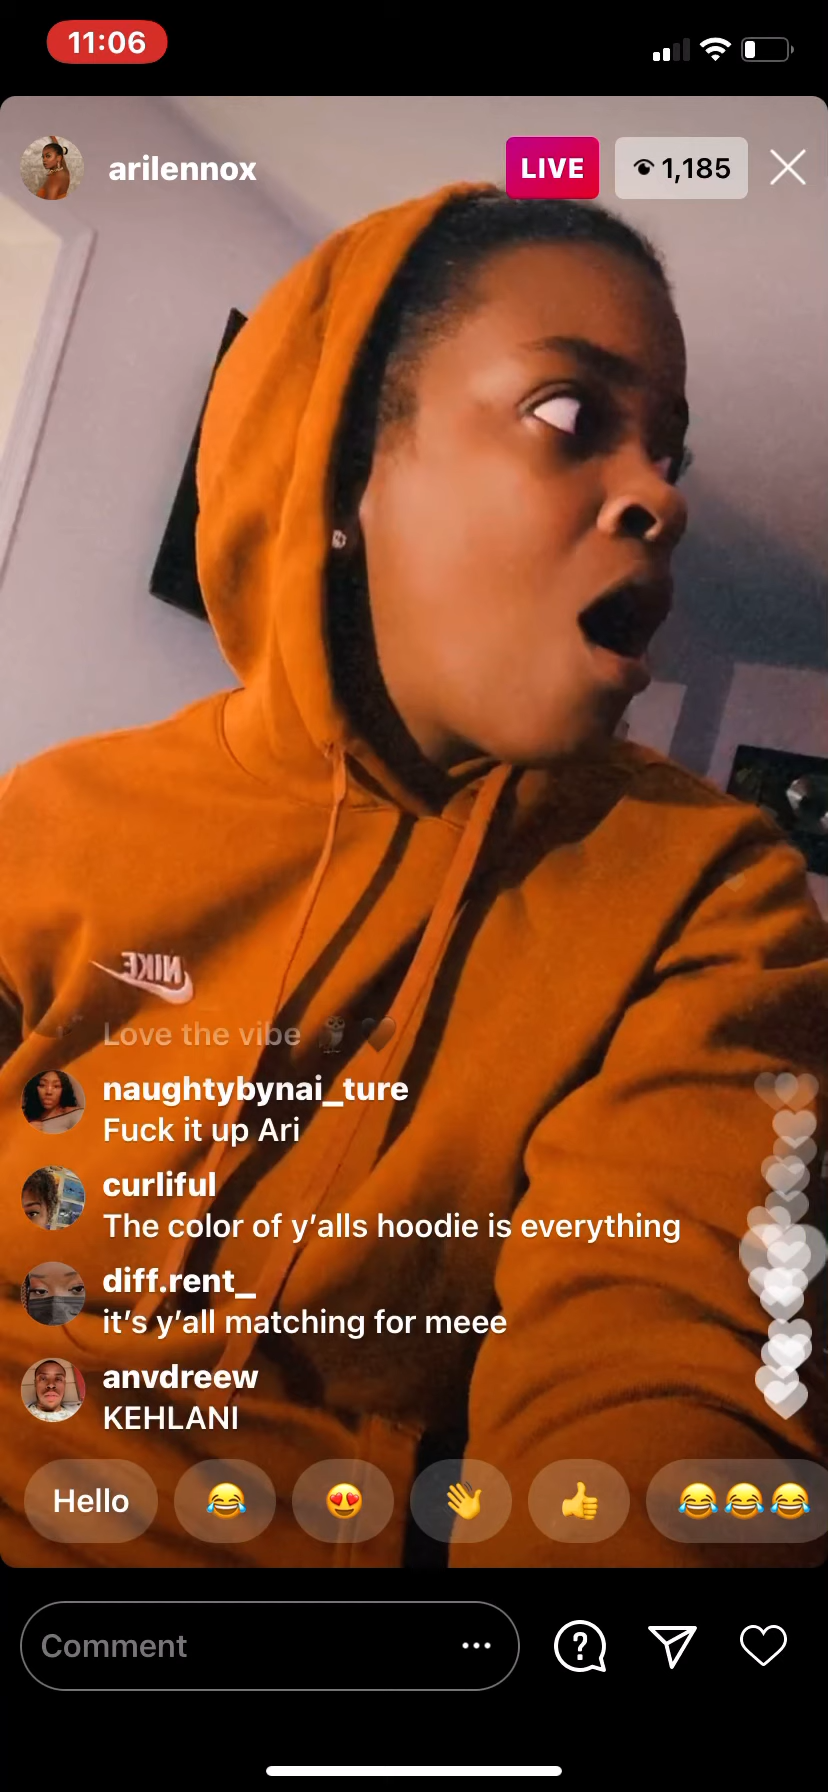 11:06
arilennox
LIVE
1,185
NIKE
Love the vibe 🦉🖤
naughtybynai_ture
Fuck it up Ari
curliful
The color of y’alls hoodie is everything
diff.rent_
it’s y’all matching for meee
anvdreew
KEHLANI
Hello 😂 😍 👋 👍 😂😂😂
Comment